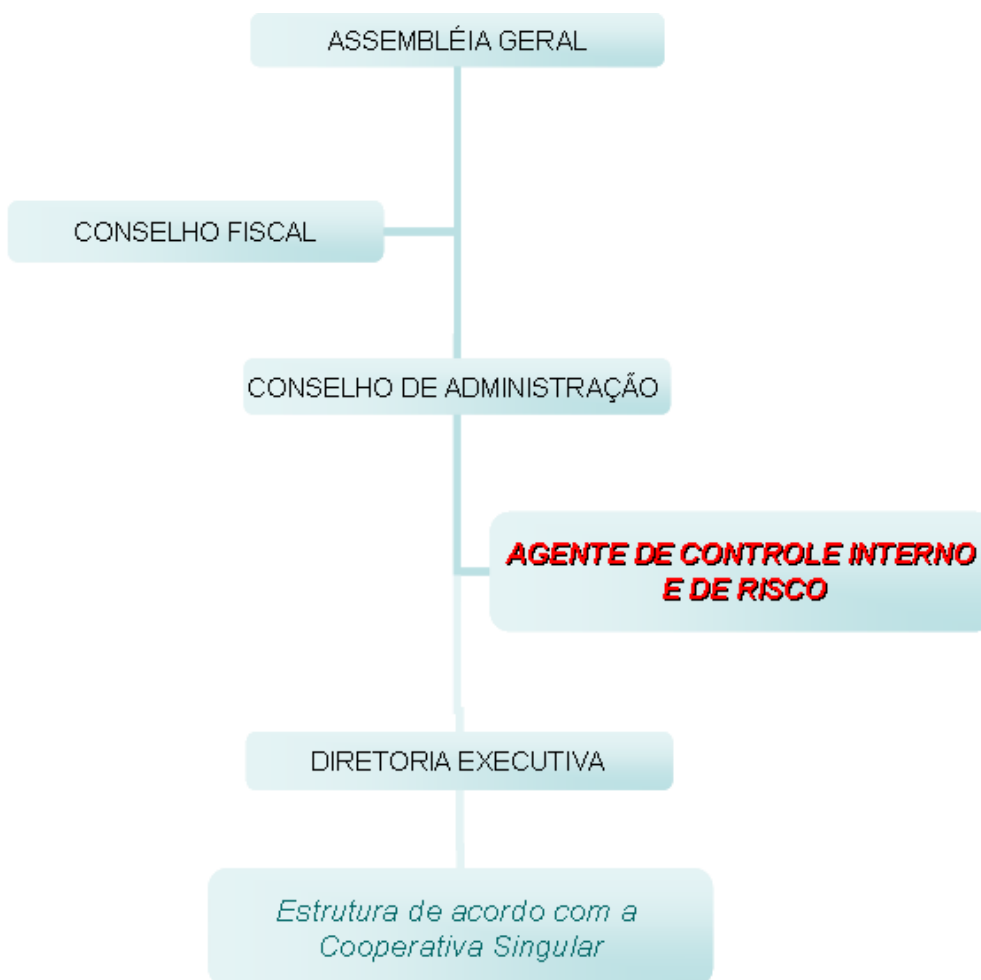 ASSEMBLÉIA GERAL
CONSELHO FISCAL
CONSELHO DE ADMINISTRAÇÃO
AGENTE DE CONTROLE INTERNO
E DE RISCO
DIRETORIA EXECUTIVA
Estrutura de acordo com a
Cooperativa Singular